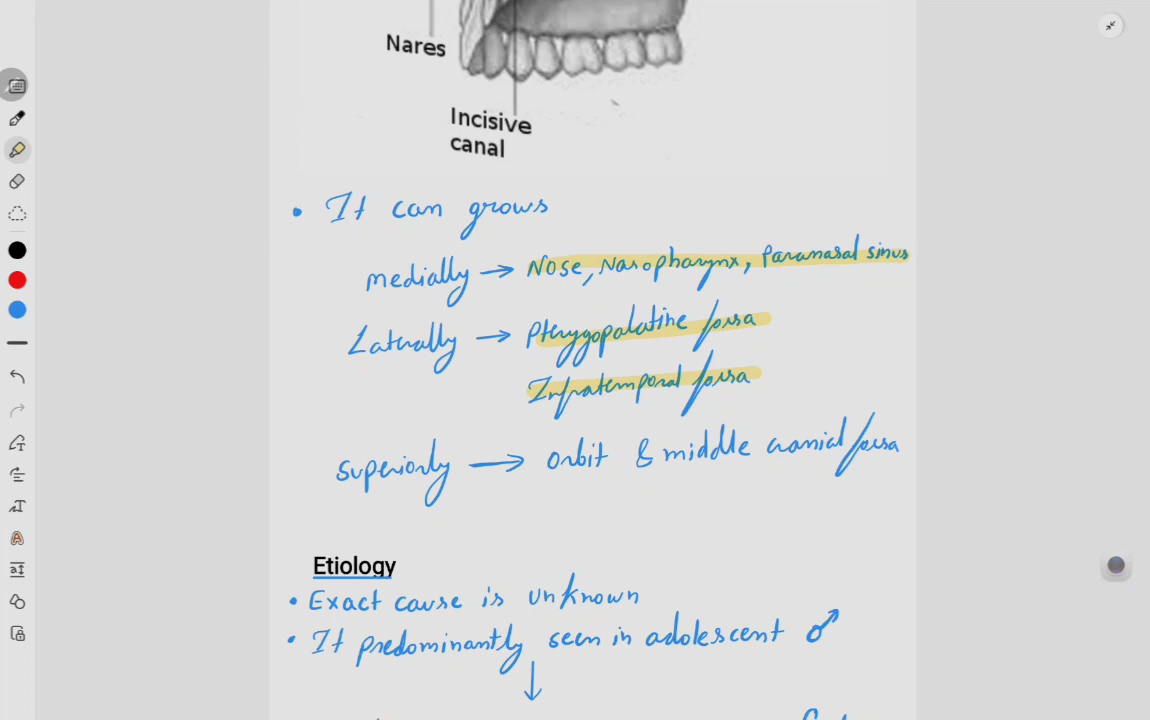 Nares
Incisive
canal
• It can grows
medially → Nose, Nasopharynx, Paranasal sinus
Laterally → Pterygopalatine fossa
Infratemporal fossa
superiorly → orbit & middle cranial fossa
Etiology
• Exact cause is unknown
• It predominantly seen in adolescent ♂
↓